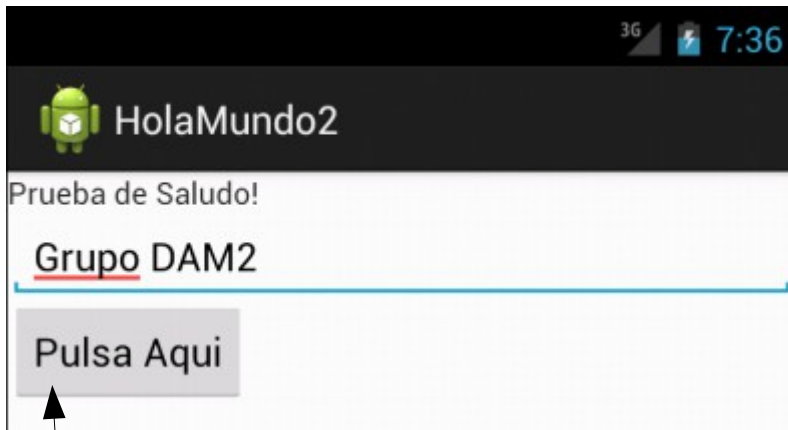 3G 7:36
HolaMundo2
Prueba de Saludo!
Grupo DAM2
Pulsa Aqui